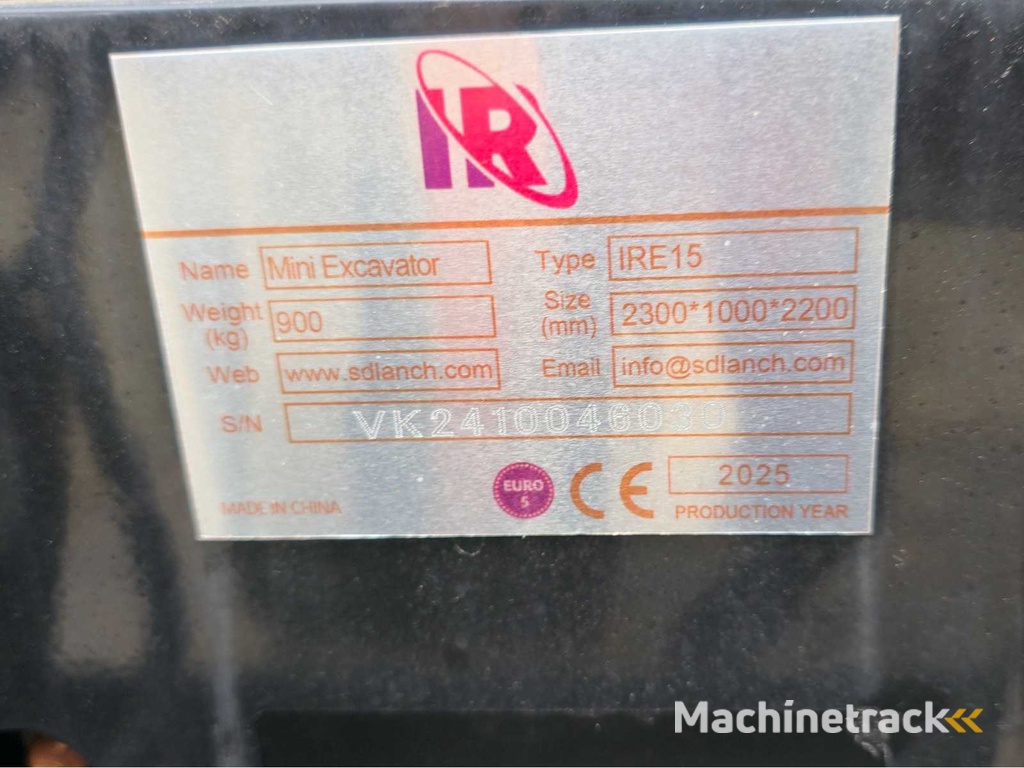 IR
Name Mini Excavator Type IRE15
Weight (kg) 900 Size (mm) 2300*1000*2200
Web www.sdlanch.com Email info@sdlanch.com
S/N VK2410046030
EURO 5 CE 2025
MADE IN CHINA PRODUCTION YEAR
Machinetrack